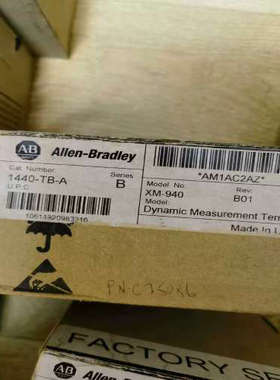 AB Allen-Bradley
Cat. Number
1440-TB-A
Series
B
U.P.C.
*AM1AC2AZ*
Model No.
XM-940
Rev:
B01
Model:
Dynamic Measurement Term
Made in U
AB
FACTORY SE